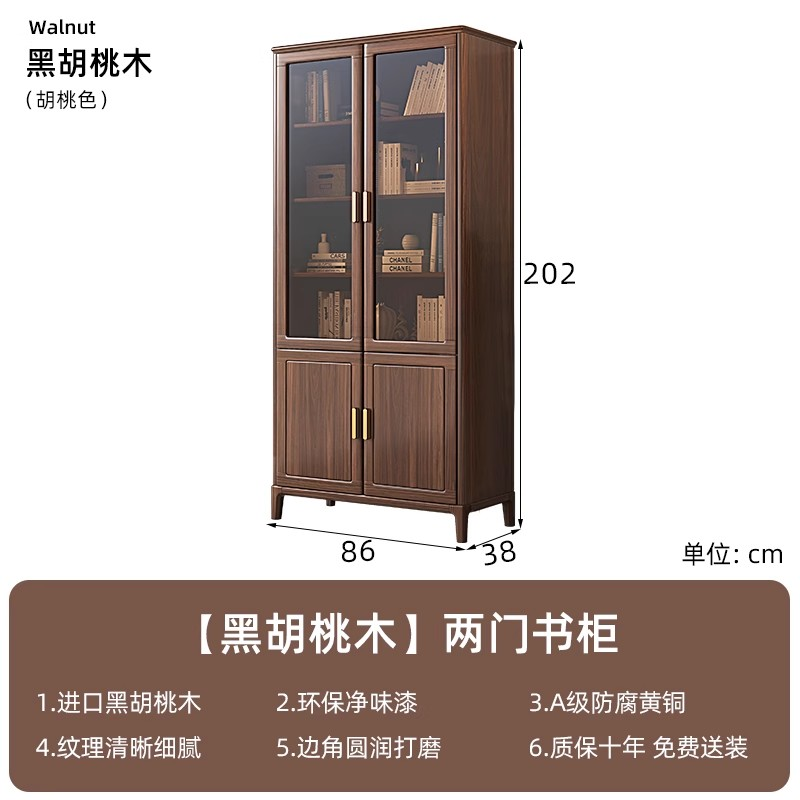 Walnut
黑胡桃木
（胡桃色）
CARS
CHANEL
CHANEL
202
86
38
单位: cm
【黑胡桃木】两门书柜
1.进口黑胡桃木
2.环保净味漆
3.A级防腐黄铜
4.纹理清晰细腻
5.边角圆润打磨
6.质保十年 免费送装